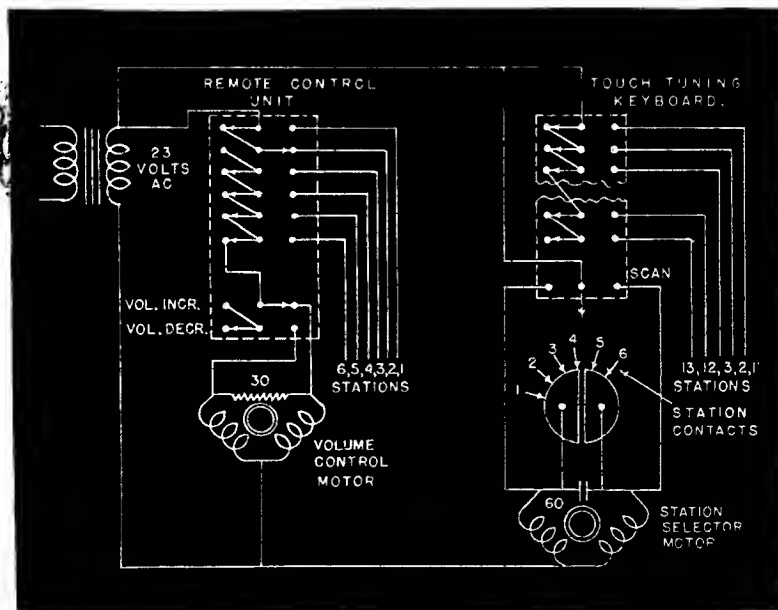 REMOTE CONTROL
UNIT
TOUCH TUNING
KEYBOARD.
23
VOLTS
AC
SCAN
VOL. INCR.
VOL. DECR.
6,5,4,3,2,1
STATIONS
13, 12, 3, 2, 1
STATIONS
1
2
3
4
5
6
STATION
CONTACTS
30
VOLUME
CONTROL
MOTOR
60
STATION
SELECTOR
MOTOR